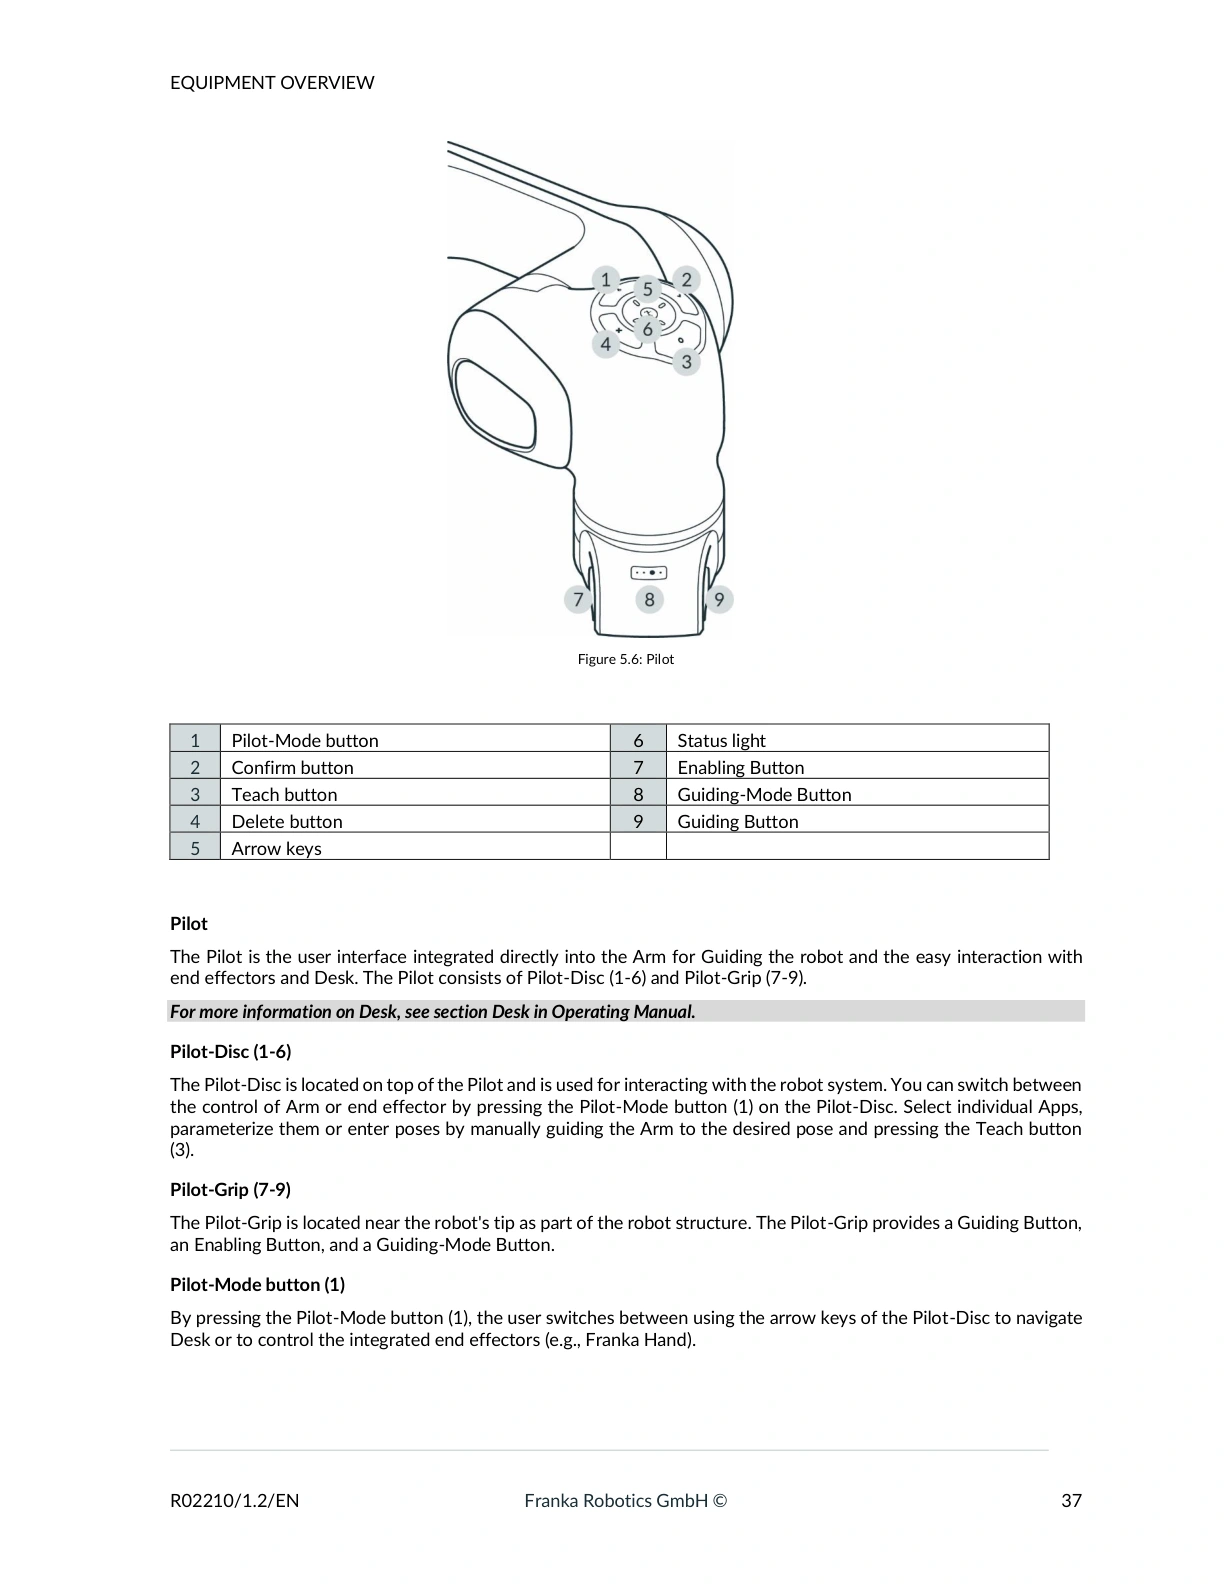 EQUIPMENT OVERVIEW
1
2
5
6
4
3
7
8
9
Figure 5.6: Pilot
1 Pilot-Mode button 6 Status light
2 Confirm button 7 Enabling Button
3 Teach button 8 Guiding-Mode Button
4 Delete button 9 Guiding Button
5 Arrow keys
Pilot
The Pilot is the user interface integrated directly into the Arm for Guiding the robot and the easy interaction with
end effectors and Desk. The Pilot consists of Pilot-Disc (1-6) and Pilot-Grip (7-9).
For more information on Desk, see section Desk in Operating Manual.
Pilot-Disc (1-6)
The Pilot-Disc is located on top of the Pilot and is used for interacting with the robot system. You can switch between
the control of Arm or end effector by pressing the Pilot-Mode button (1) on the Pilot-Disc. Select individual Apps,
parameterize them or enter poses by manually guiding the Arm to the desired pose and pressing the Teach button
(3).
Pilot-Grip (7-9)
The Pilot-Grip is located near the robot's tip as part of the robot structure. The Pilot-Grip provides a Guiding Button,
an Enabling Button, and a Guiding-Mode Button.
Pilot-Mode button (1)
By pressing the Pilot-Mode button (1), the user switches between using the arrow keys of the Pilot-Disc to navigate
Desk or to control the integrated end effectors (e.g., Franka Hand).
R02210/1.2/EN Franka Robotics GmbH © 37